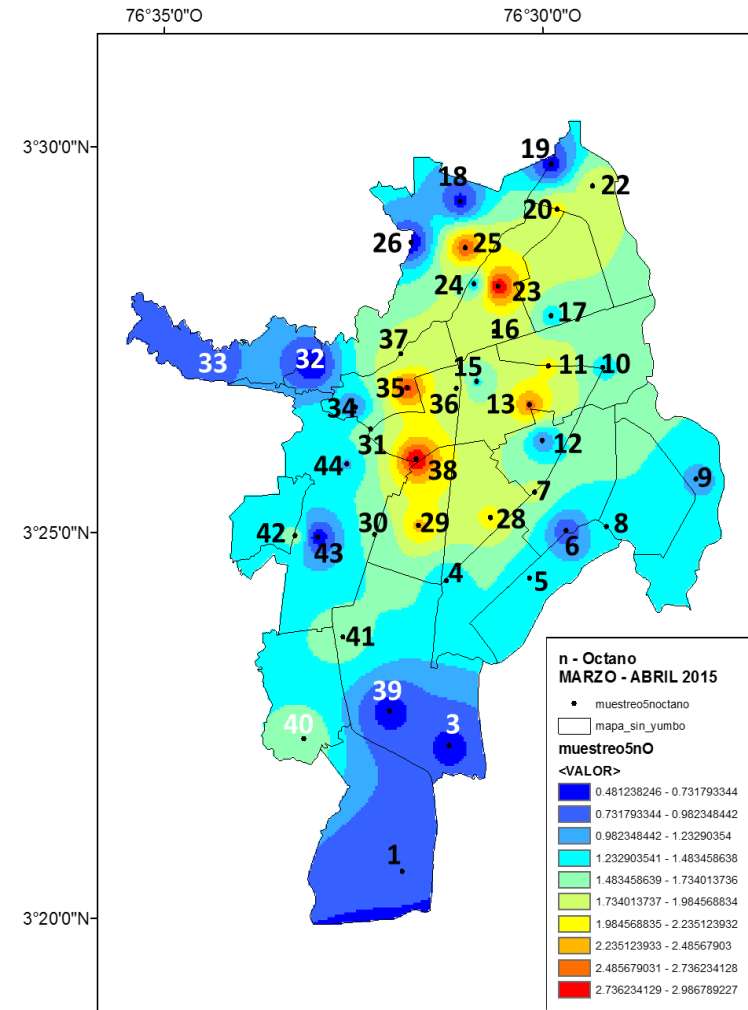 76°35'0"O 76°30'0"O
3°30'0"N
19
18
22
20
26
25
24
23
17
16
37
33
32
15
11
10
35
36
13
34
31
12
38
44
9
7
28
29
30
8
42
43
6
3°25'0"N
4
5
41
39
3
40
1
3°20'0"N
n - Octano
MARZO - ABRIL 2015
muestreo5noctano
mapa_sin_yumbo
muestreo5nO
<VALOR>
0.481238246 - 0.731793344
0.731793344 - 0.982348442
0.982348442 - 1.23290354
1.232903541 - 1.483458638
1.483458639 - 1.734013736
1.734013737 - 1.984568834
1.984568835 - 2.235123932
2.235123933 - 2.48567903
2.485679031 - 2.736234128
2.736234129 - 2.986789227